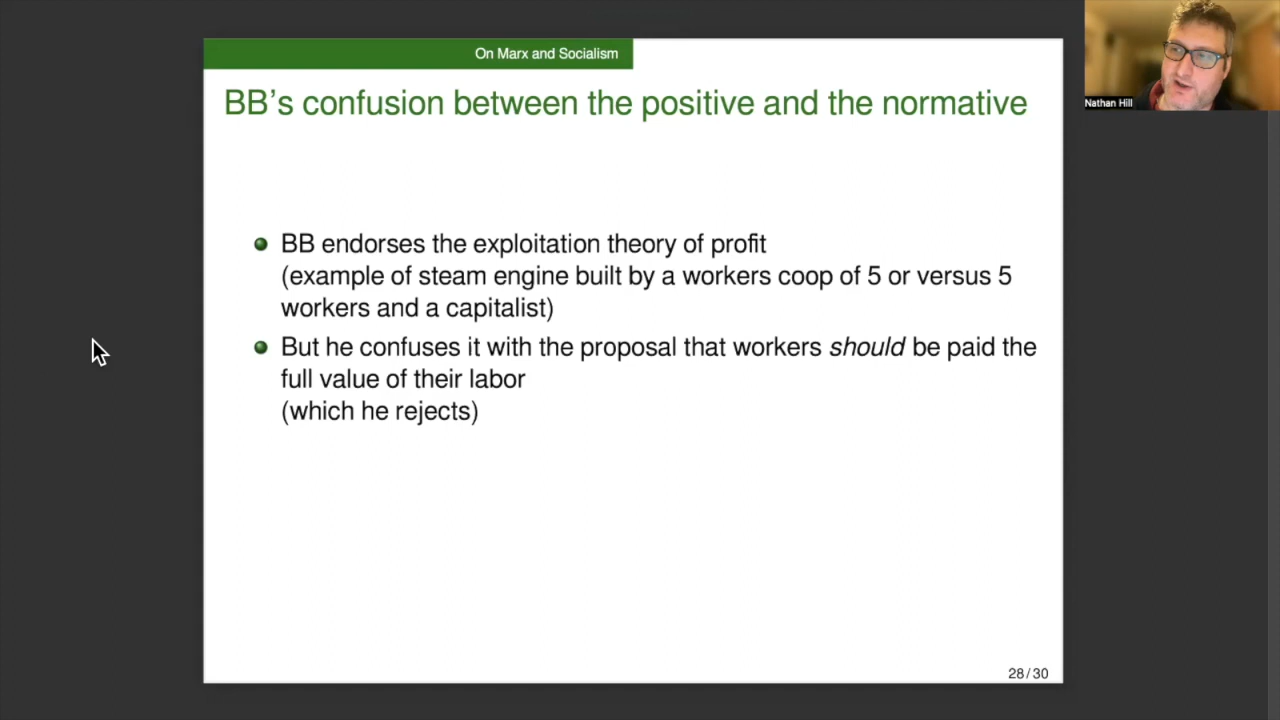 On Marx and Socialism
BB's confusion between the positive and the normative
BB endorses the exploitation theory of profit
(example of steam engine built by a workers coop of 5 or versus 5
workers and a capitalist)
But he confuses it with the proposal that workers should be paid the
full value of their labor
(which he rejects)
28/30
Nathan Hill